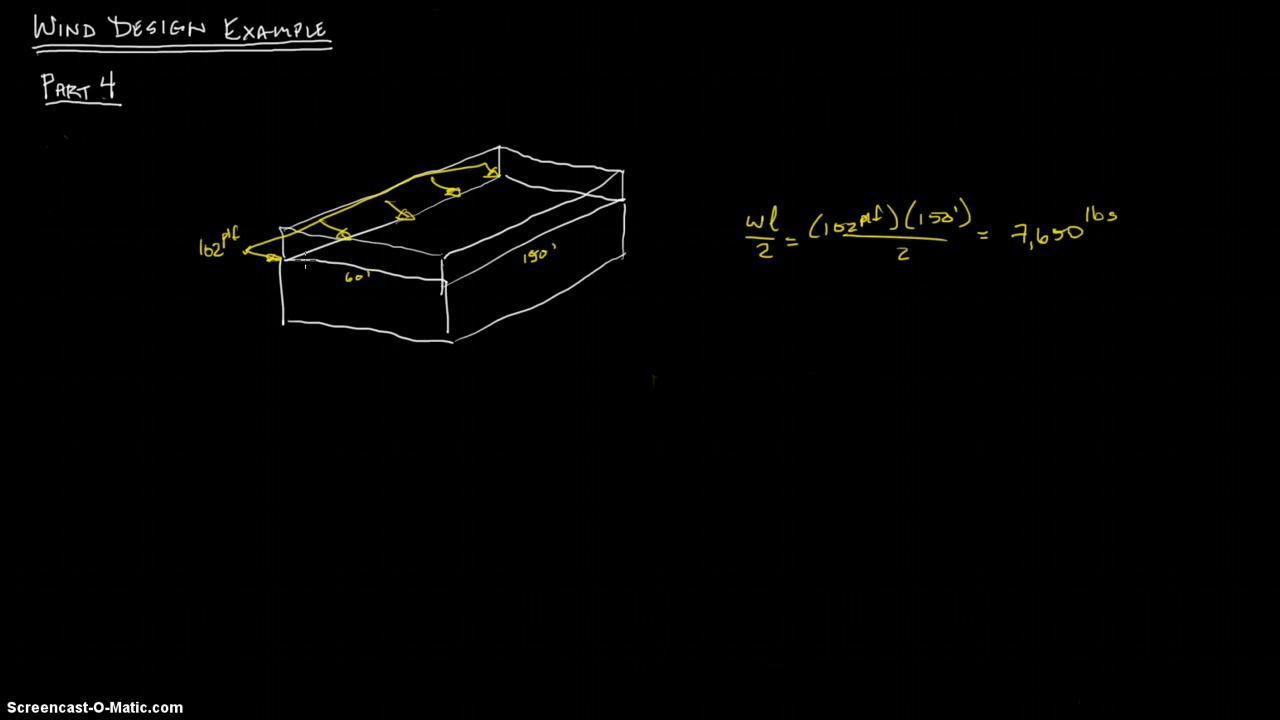 WIND DESIGN EXAMPLE
PART 4
102 plf
60'
150'
wl/2 = (102 plf)(150')/2 = 7,650 lbs
Screencast-O-Matic.com